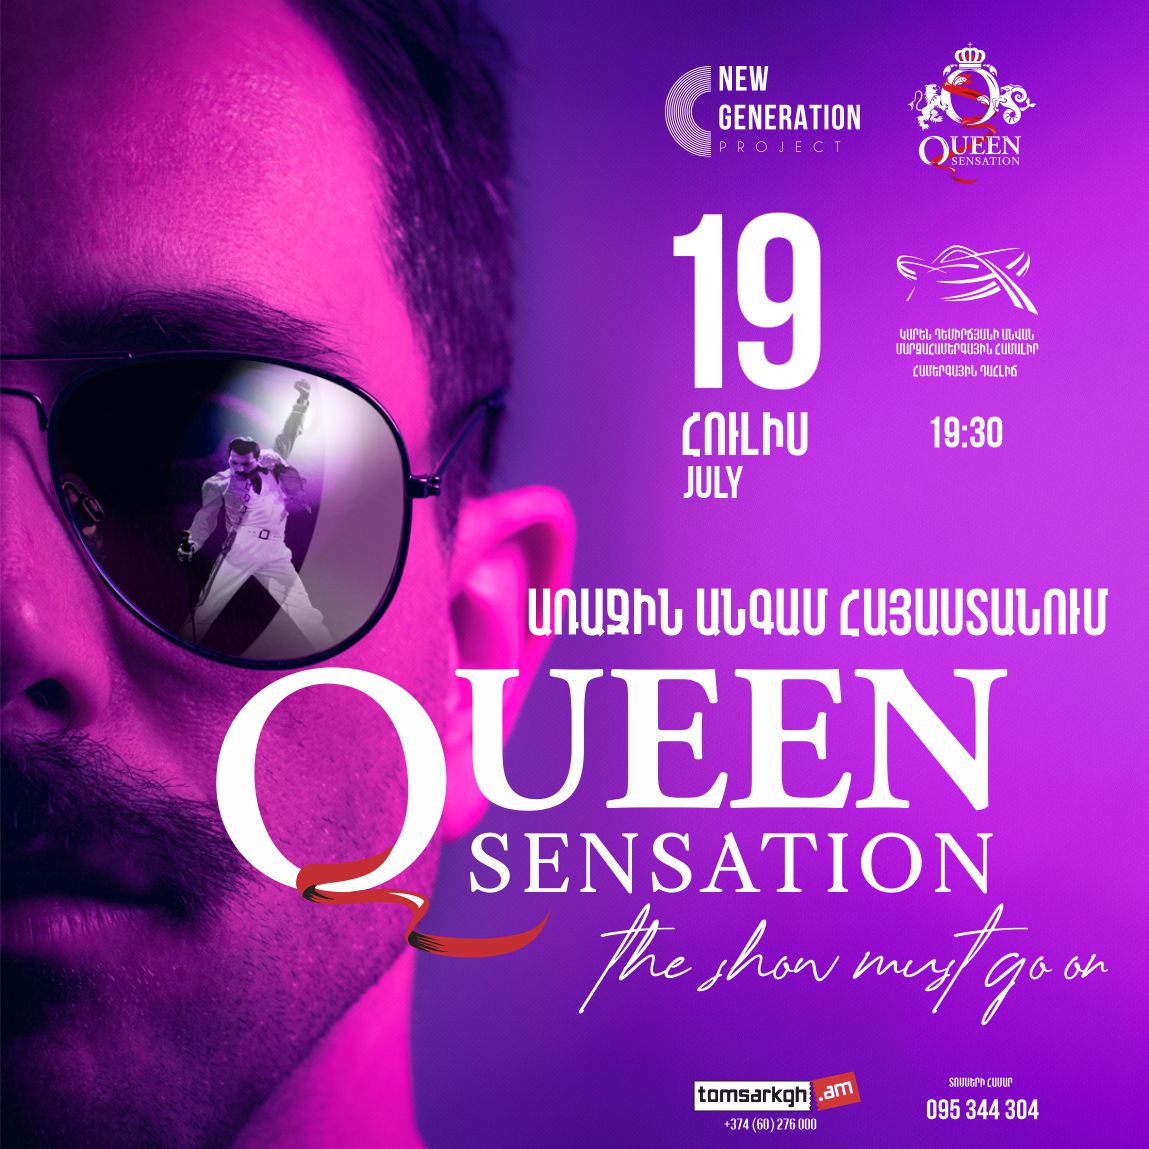 NEW
GENERATION
PROJECT
QUEEN
SENSATION
19
ՀՈՒԼԻՍ
JULY
ԿԱՐԵՆ ԴԵՄԻՐՃՅԱՆԻ ԱՆՎԱՆ
ՄԱՐԶԱՀԱՄԵՐԳԱՅԻՆ ՀԱՄԱԼԻՐ
ՀԱՄԵՐԳԱՅԻՆ ԴԱՀԼԻՃ
19:30
ԱՌԱՋԻՆ ԱՆԳԱՄ ՀԱՅԱՍՏԱՆՈՒՄ
QUEEN
SENSATION
the show must go on
tomsarkgh.am
+374 (60) 276 000
ՏՈՄՍԵՐԻ ՀԱՄԱՐ
095 344 304